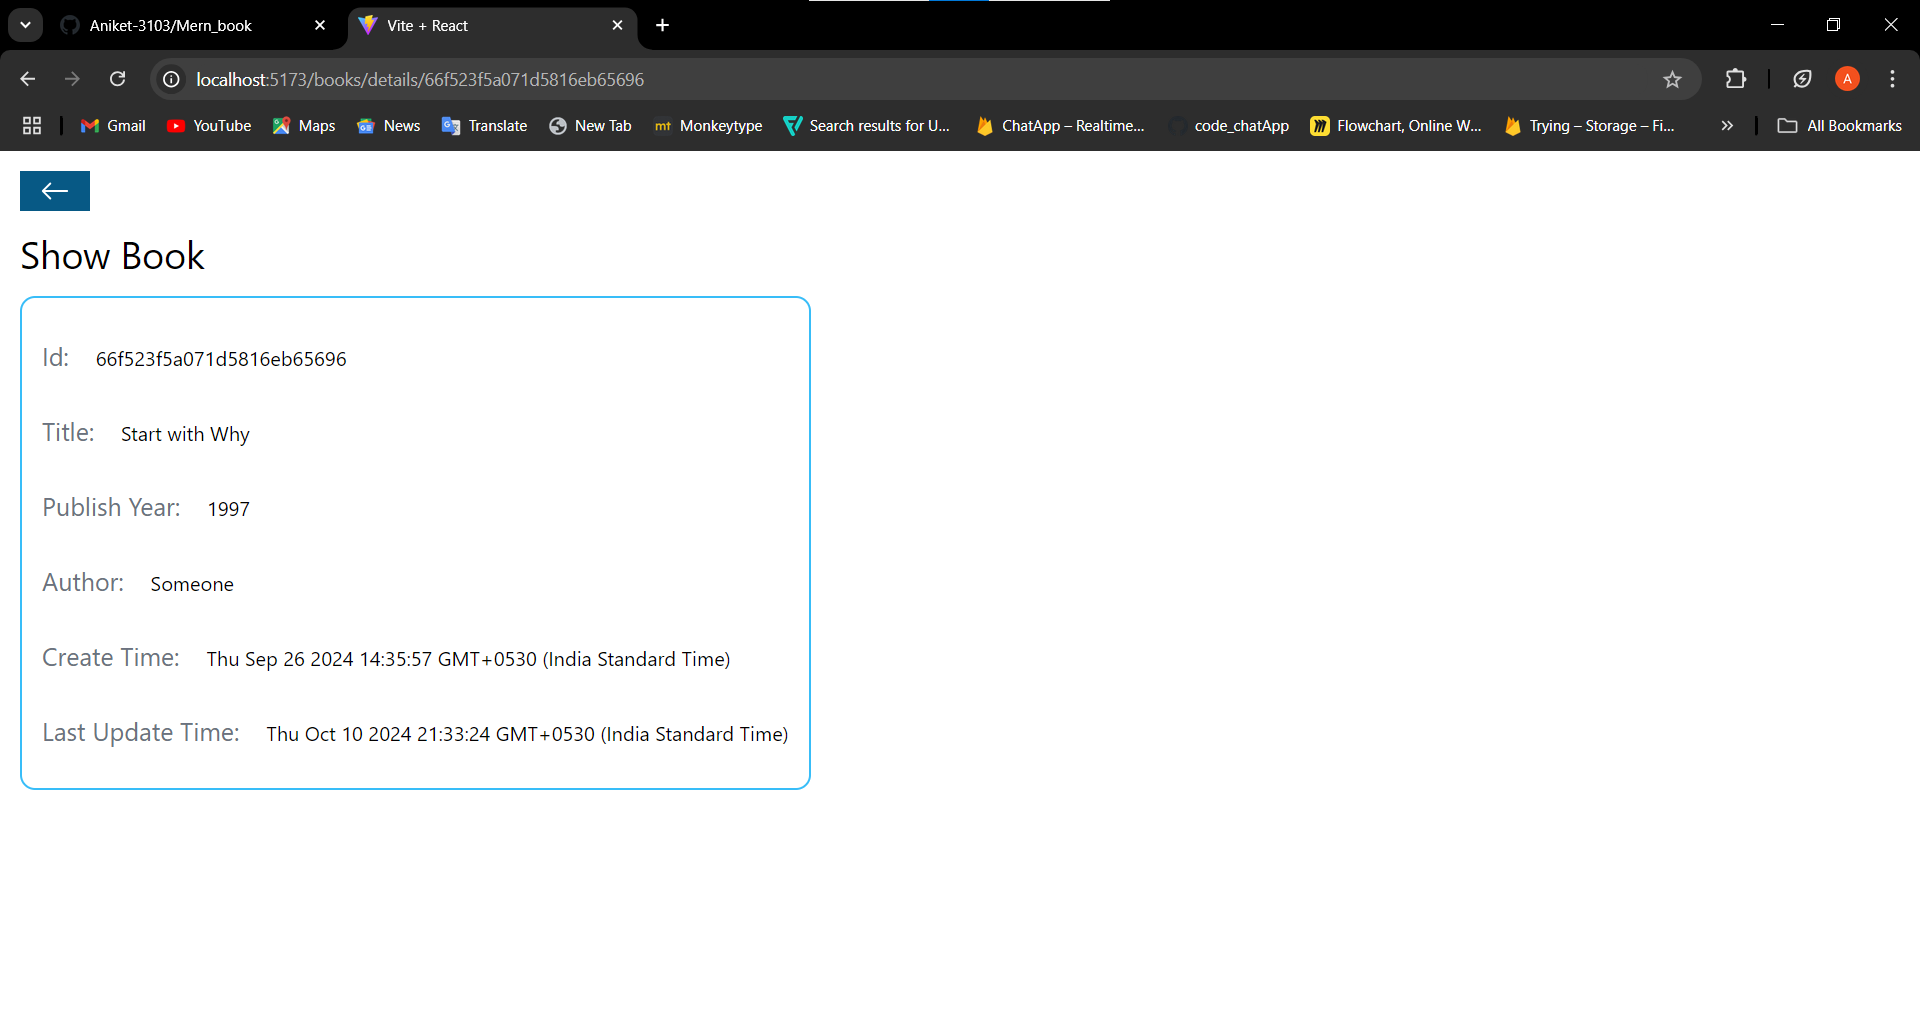 Aniket-3103/Mern_book
Vite + React
localhost:5173/books/details/66f523f5a071d5816eb65696
A
Gmail YouTube Maps News Translate New Tab mt Monkeytype Search results for U... ChatApp – Realtime... code_chatApp Flowchart, Online W... Trying – Storage – Fi... All Bookmarks
Show Book
Id: 66f523f5a071d5816eb65696
Title: Start with Why
Publish Year: 1997
Author: Someone
Create Time: Thu Sep 26 2024 14:35:57 GMT+0530 (India Standard Time)
Last Update Time: Thu Oct 10 2024 21:33:24 GMT+0530 (India Standard Time)